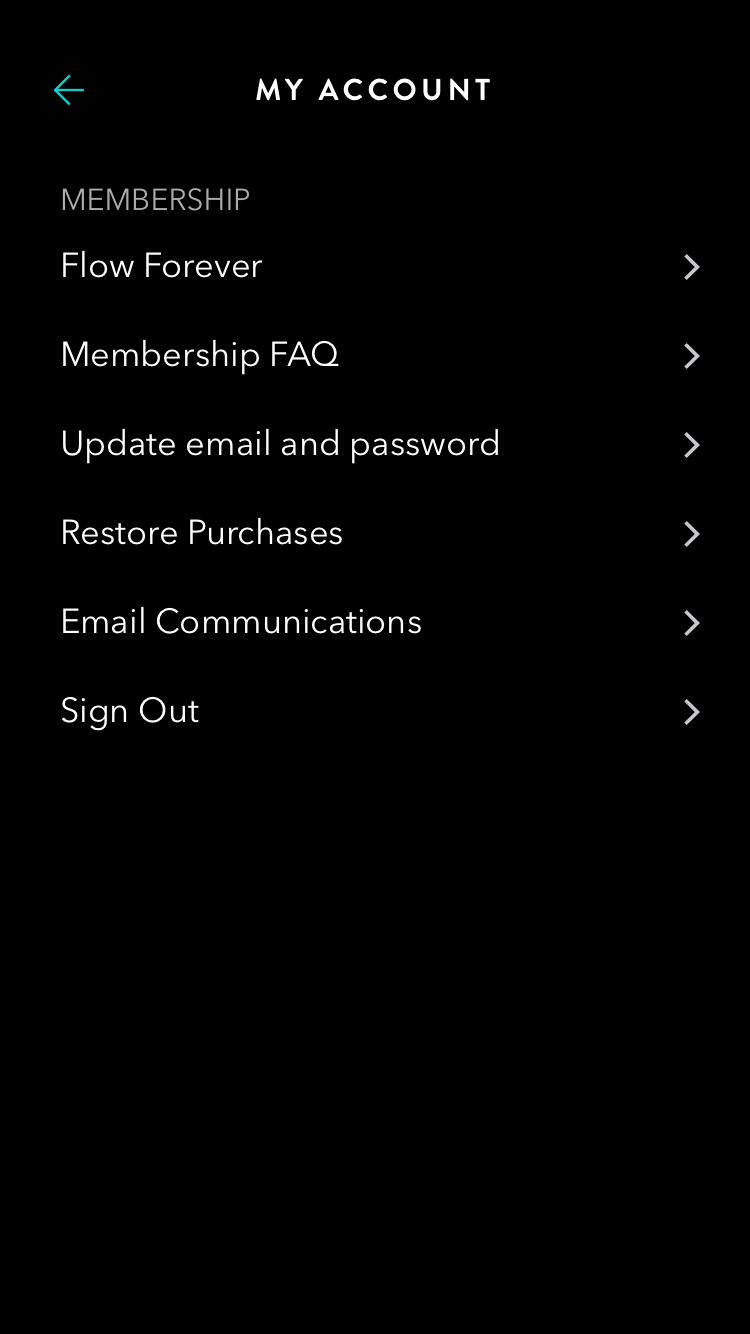 MY ACCOUNT
MEMBERSHIP
Flow Forever
Membership FAQ
Update email and password
Restore Purchases
Email Communications
Sign Out